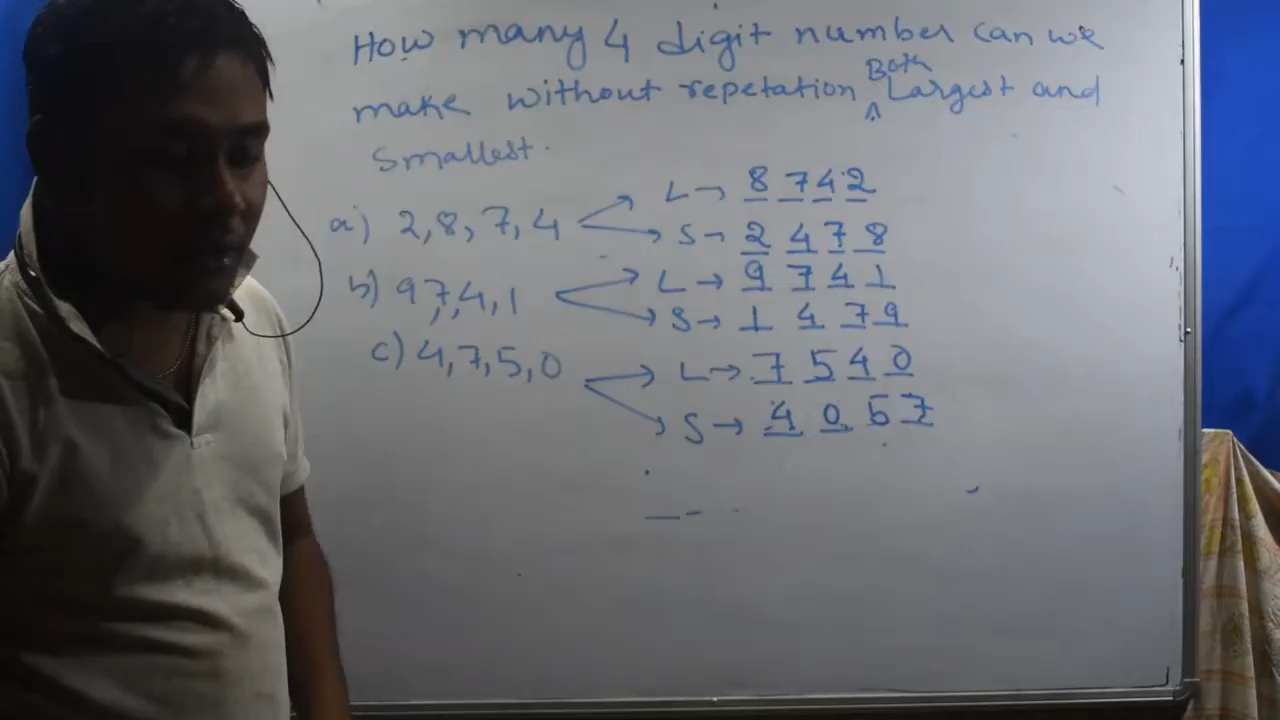 How many 4 digit number can we
make without repetation Both Largest and
Smallest.
a) 2,8,7,4 L→ 8 7 4 2
S→ 2 4 7 8
b) 9 7,4,1 L→ 9 7 4 1
S→ 1 4 7 9
c) 4,7,5,0 L→ 7 5 4 0
S→ 4 0 5 7